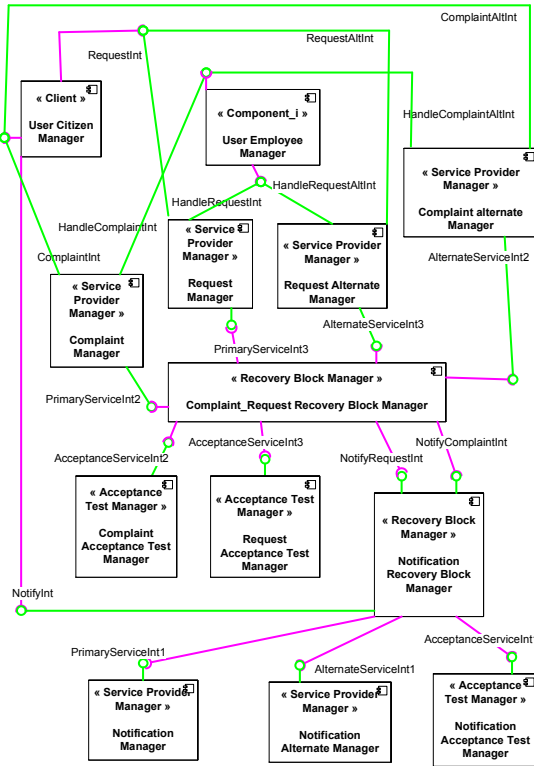 ComplaintAltInt
RequestInt
RequestAltInt
« Client »
User Citizen
Manager
« Component_i »
User Employee
Manager
HandleComplaintAltInt
« Service Provider
Manager »
Complaint alternate
Manager
HandleRequestInt
HandleRequestAltInt
HandleComplaintInt
« Service
Provider
Manager »
Request
Manager
« Service Provider
Manager »
Request Alternate
Manager
AlternateServiceInt2
ComplaintInt
« Service
Provider
Manager »
Complaint
Manager
AlternateServiceInt3
PrimaryServiceInt3
« Recovery Block Manager »
Complaint_Request Recovery Block Manager
PrimaryServiceInt2
AcceptanceServiceInt3
NotifyComplaintInt
AcceptanceServiceInt2
NotifyRequestInt
« Acceptance
Test Manager »
Complaint
Acceptance Test
Manager
« Acceptance Test
Manager »
Request
Acceptance Test
Manager
« Recovery Block
Manager »
Notification
Recovery Block
Manager
NotifyInt
PrimaryServiceInt1
AlternateServiceInt1
AcceptanceServiceInt1
« Service Provider
Manager »
Notification
Manager
« Service Provider
Manager »
Notification
Alternate Manager
« Acceptance
Test Manager »
Notification
Acceptance Test
Manager